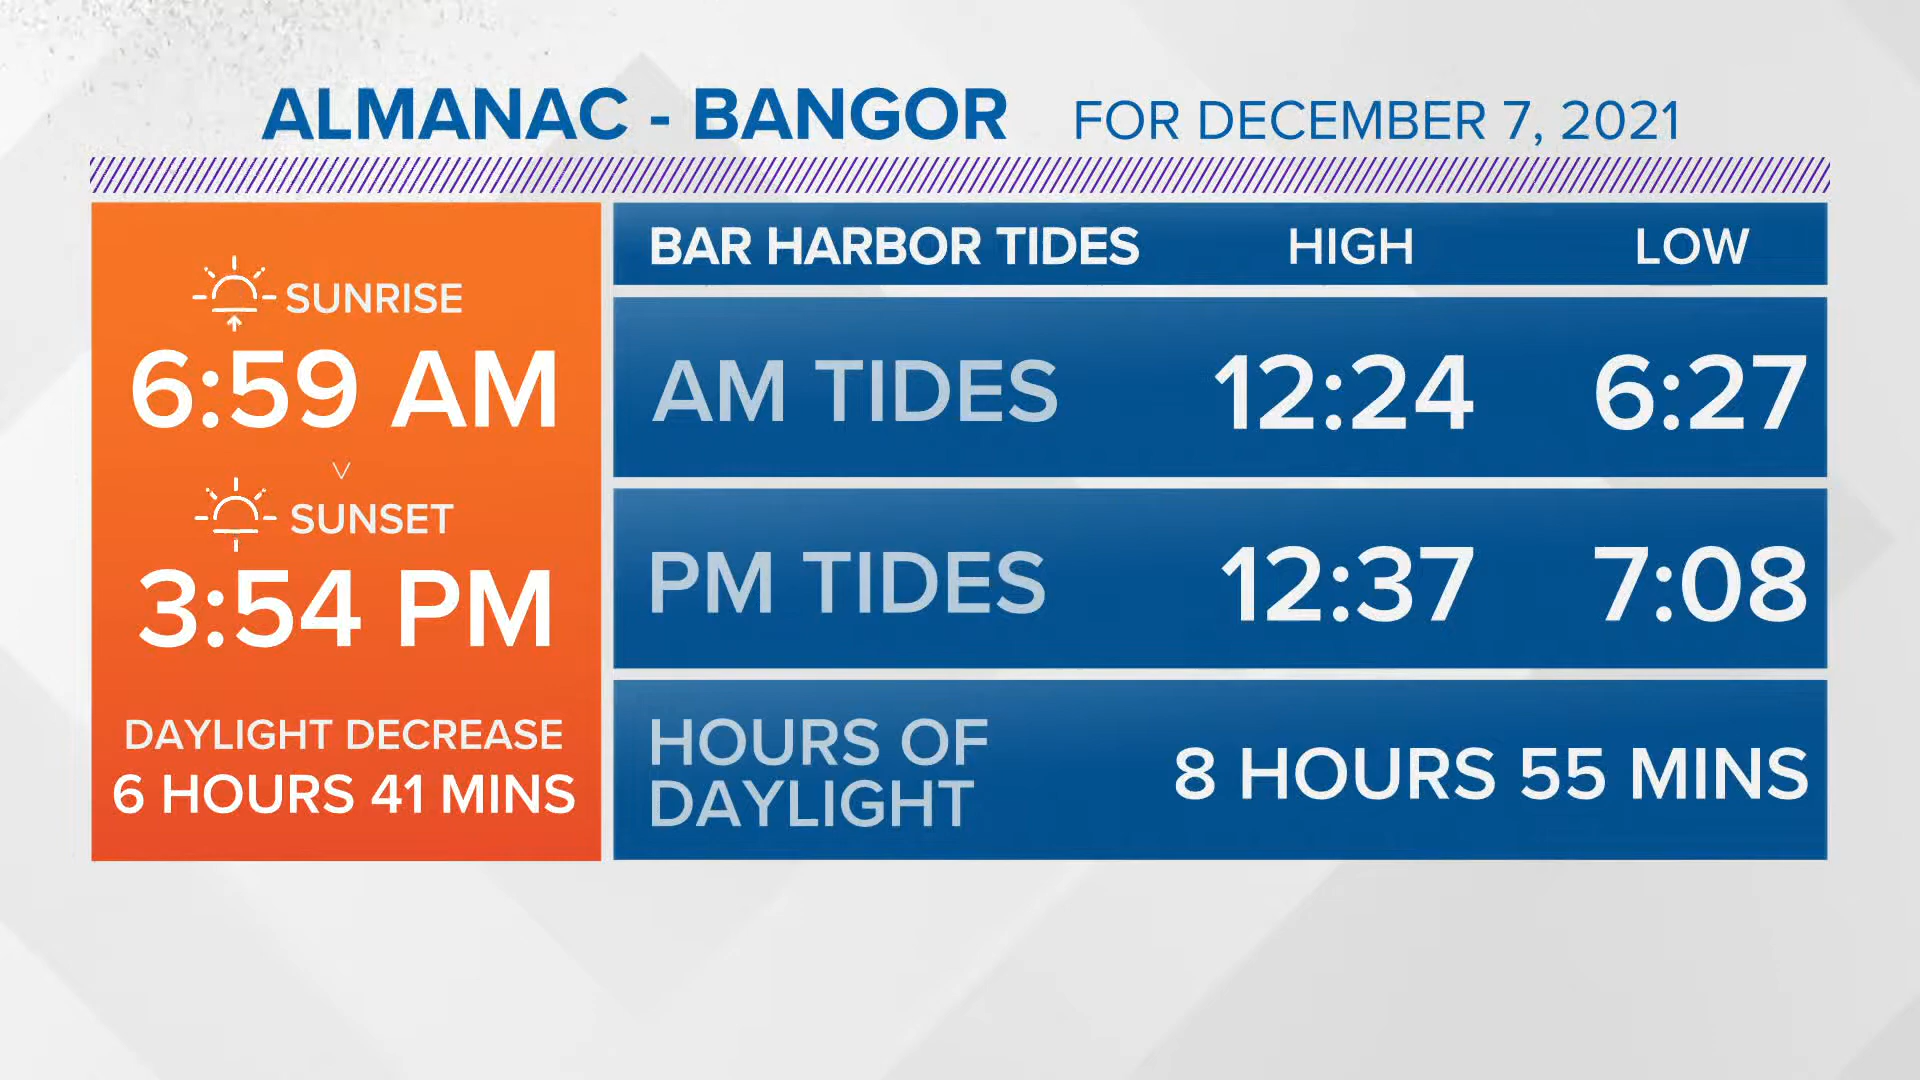 ALMANAC - BANGOR FOR DECEMBER 7, 2021
SUNRISE
6:59 AM
SUNSET
3:54 PM
DAYLIGHT DECREASE
6 HOURS 41 MINS
BAR HARBOR TIDES HIGH LOW
AM TIDES 12:24 6:27
PM TIDES 12:37 7:08
HOURS OF
DAYLIGHT
8 HOURS 55 MINS